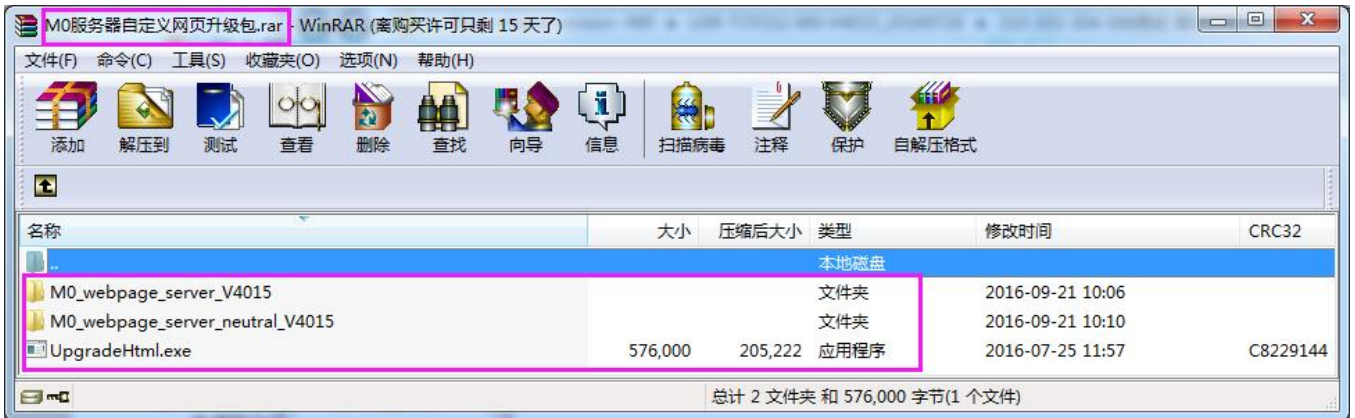 M0服务器自定义网页升级包.rar - WinRAR (离购买许可只剩 15 天了)
文件(F) 命令(C) 工具(S) 收藏夹(O) 选项(N) 帮助(H)
添加 解压到 测试 查看 删除 查找 向导 信息 扫描病毒 注释 保护 自解压格式
名称 大小 压缩后大小 类型 修改时间 CRC32
.. 本地磁盘
M0_webpage_server_V4015 文件夹 2016-09-21 10:06
M0_webpage_server_neutral_V4015 文件夹 2016-09-21 10:10
UpgradeHtml.exe 576,000 205,222 应用程序 2016-07-25 11:57 C8229144
总计 2 文件夹 和 576,000 字节(1 个文件)